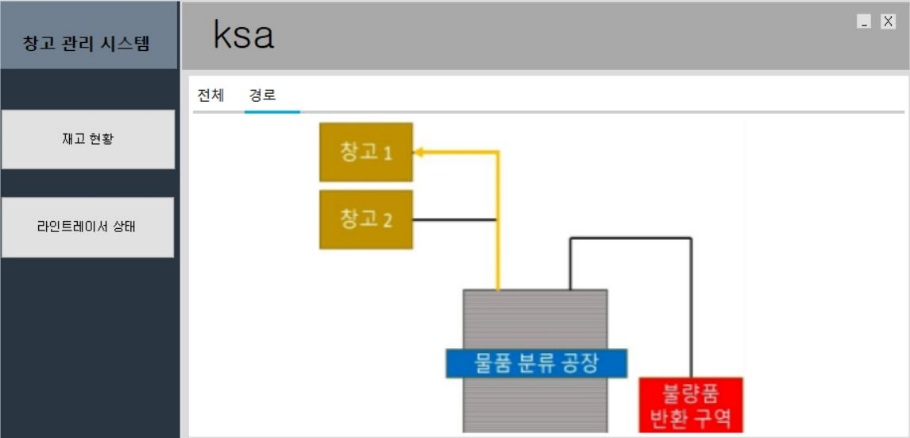 창고 관리 시스템
ksa
_ X
전체 경로
재고 현황
라인트레이서 상태
창고 1
창고 2
물품 분류 공장
불량품
반환 구역